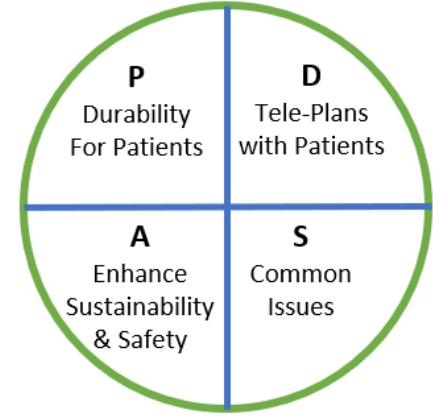 P
Durability
For Patients
D
Tele-Plans
with Patients
A
Enhance
Sustainability
& Safety
S
Common
Issues